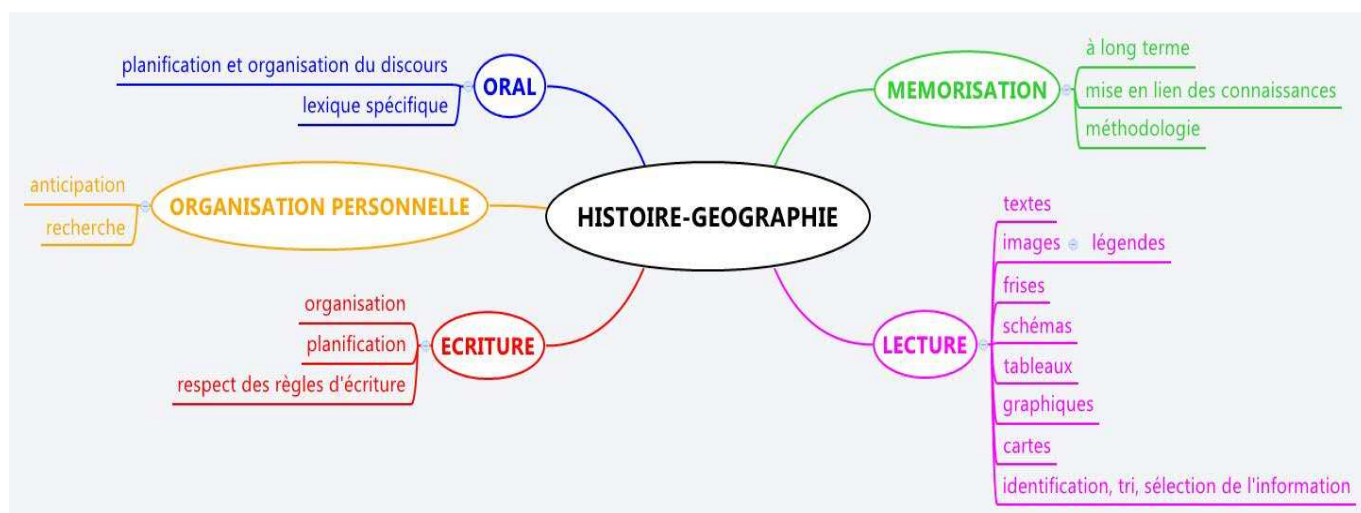 HISTOIRE-GEOGRAPHIE
ORAL
planification et organisation du discours
lexique spécifique
ORGANISATION PERSONNELLE
anticipation
recherche
ECRITURE
organisation
planification
respect des règles d'écriture
MEMORISATION
à long terme
mise en lien des connaissances
méthodologie
LECTURE
textes
images
légendes
frises
schémas
tableaux
graphiques
cartes
identification, tri, sélection de l'information